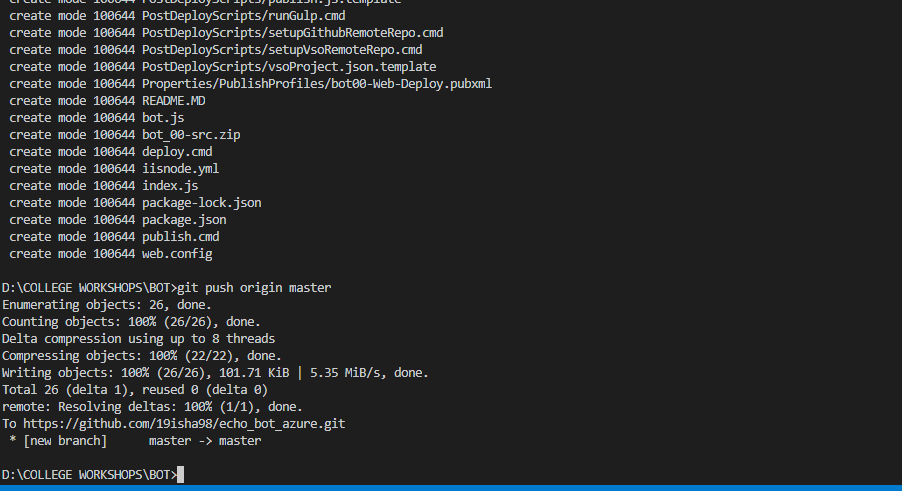 create mode 100644 PostDeployScripts/publish.js.template
create mode 100644 PostDeployScripts/runGulp.cmd
create mode 100644 PostDeployScripts/setupGithubRemoteRepo.cmd
create mode 100644 PostDeployScripts/setupVsoRemoteRepo.cmd
create mode 100644 PostDeployScripts/vsoProject.json.template
create mode 100644 Properties/PublishProfiles/bot00-Web-Deploy.pubxml
create mode 100644 README.MD
create mode 100644 bot.js
create mode 100644 bot_00-src.zip
create mode 100644 deploy.cmd
create mode 100644 iisnode.yml
create mode 100644 index.js
create mode 100644 package-lock.json
create mode 100644 package.json
create mode 100644 publish.cmd
create mode 100644 web.config
D:\COLLEGE WORKSHOPS\BOT>git push origin master
Enumerating objects: 26, done.
Counting objects: 100% (26/26), done.
Delta compression using up to 8 threads
Compressing objects: 100% (22/22), done.
Writing objects: 100% (26/26), 101.71 KiB | 5.35 MiB/s, done.
Total 26 (delta 1), reused 0 (delta 0)
remote: Resolving deltas: 100% (1/1), done.
To https://github.com/19isha98/echo_bot_azure.git
* [new branch] master -> master
D:\COLLEGE WORKSHOPS\BOT>